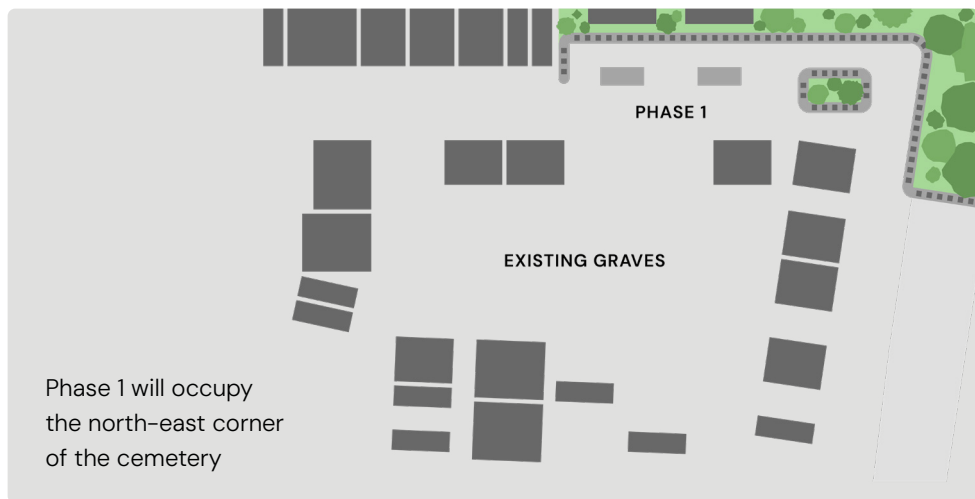 PHASE 1
EXISTING GRAVES
Phase 1 will occupy
the north-east corner
of the cemetery